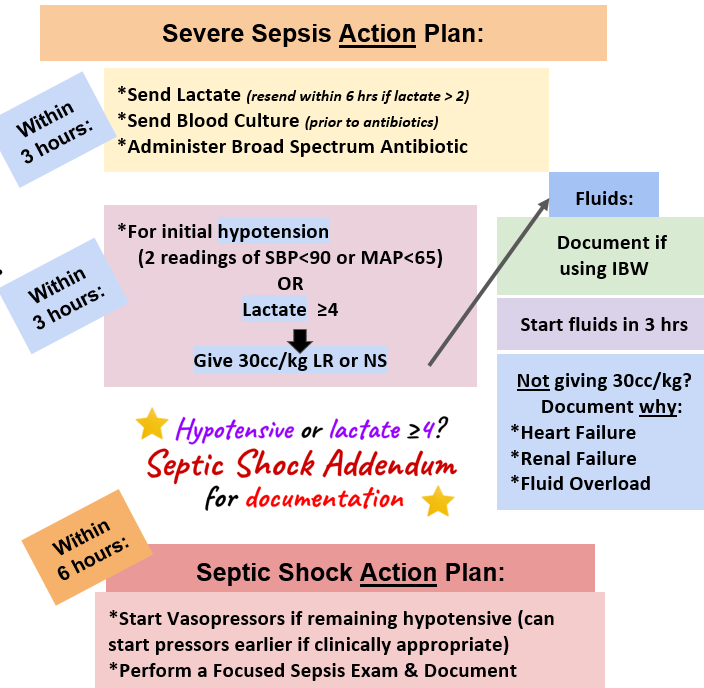 Severe Sepsis Action Plan:
Within
3 hours:
*Send Lactate (resend within 6 hrs if lactate > 2)
*Send Blood Culture (prior to antibiotics)
*Administer Broad Spectrum Antibiotic
Within
3 hours:
*For initial hypotension
(2 readings of SBP<90 or MAP<65)
OR
Lactate ≥4
Give 30cc/kg LR or NS
Fluids:
Document if
using IBW
Start fluids in 3 hrs
Not giving 30cc/kg?
Document why:
*Heart Failure
*Renal Failure
*Fluid Overload
Hypotensive or lactate ≥4?
Septic Shock Addendum
for documentation
Within
6 hours:
Septic Shock Action Plan:
*Start Vasopressors if remaining hypotensive (can
start pressors earlier if clinically appropriate)
*Perform a Focused Sepsis Exam & Document